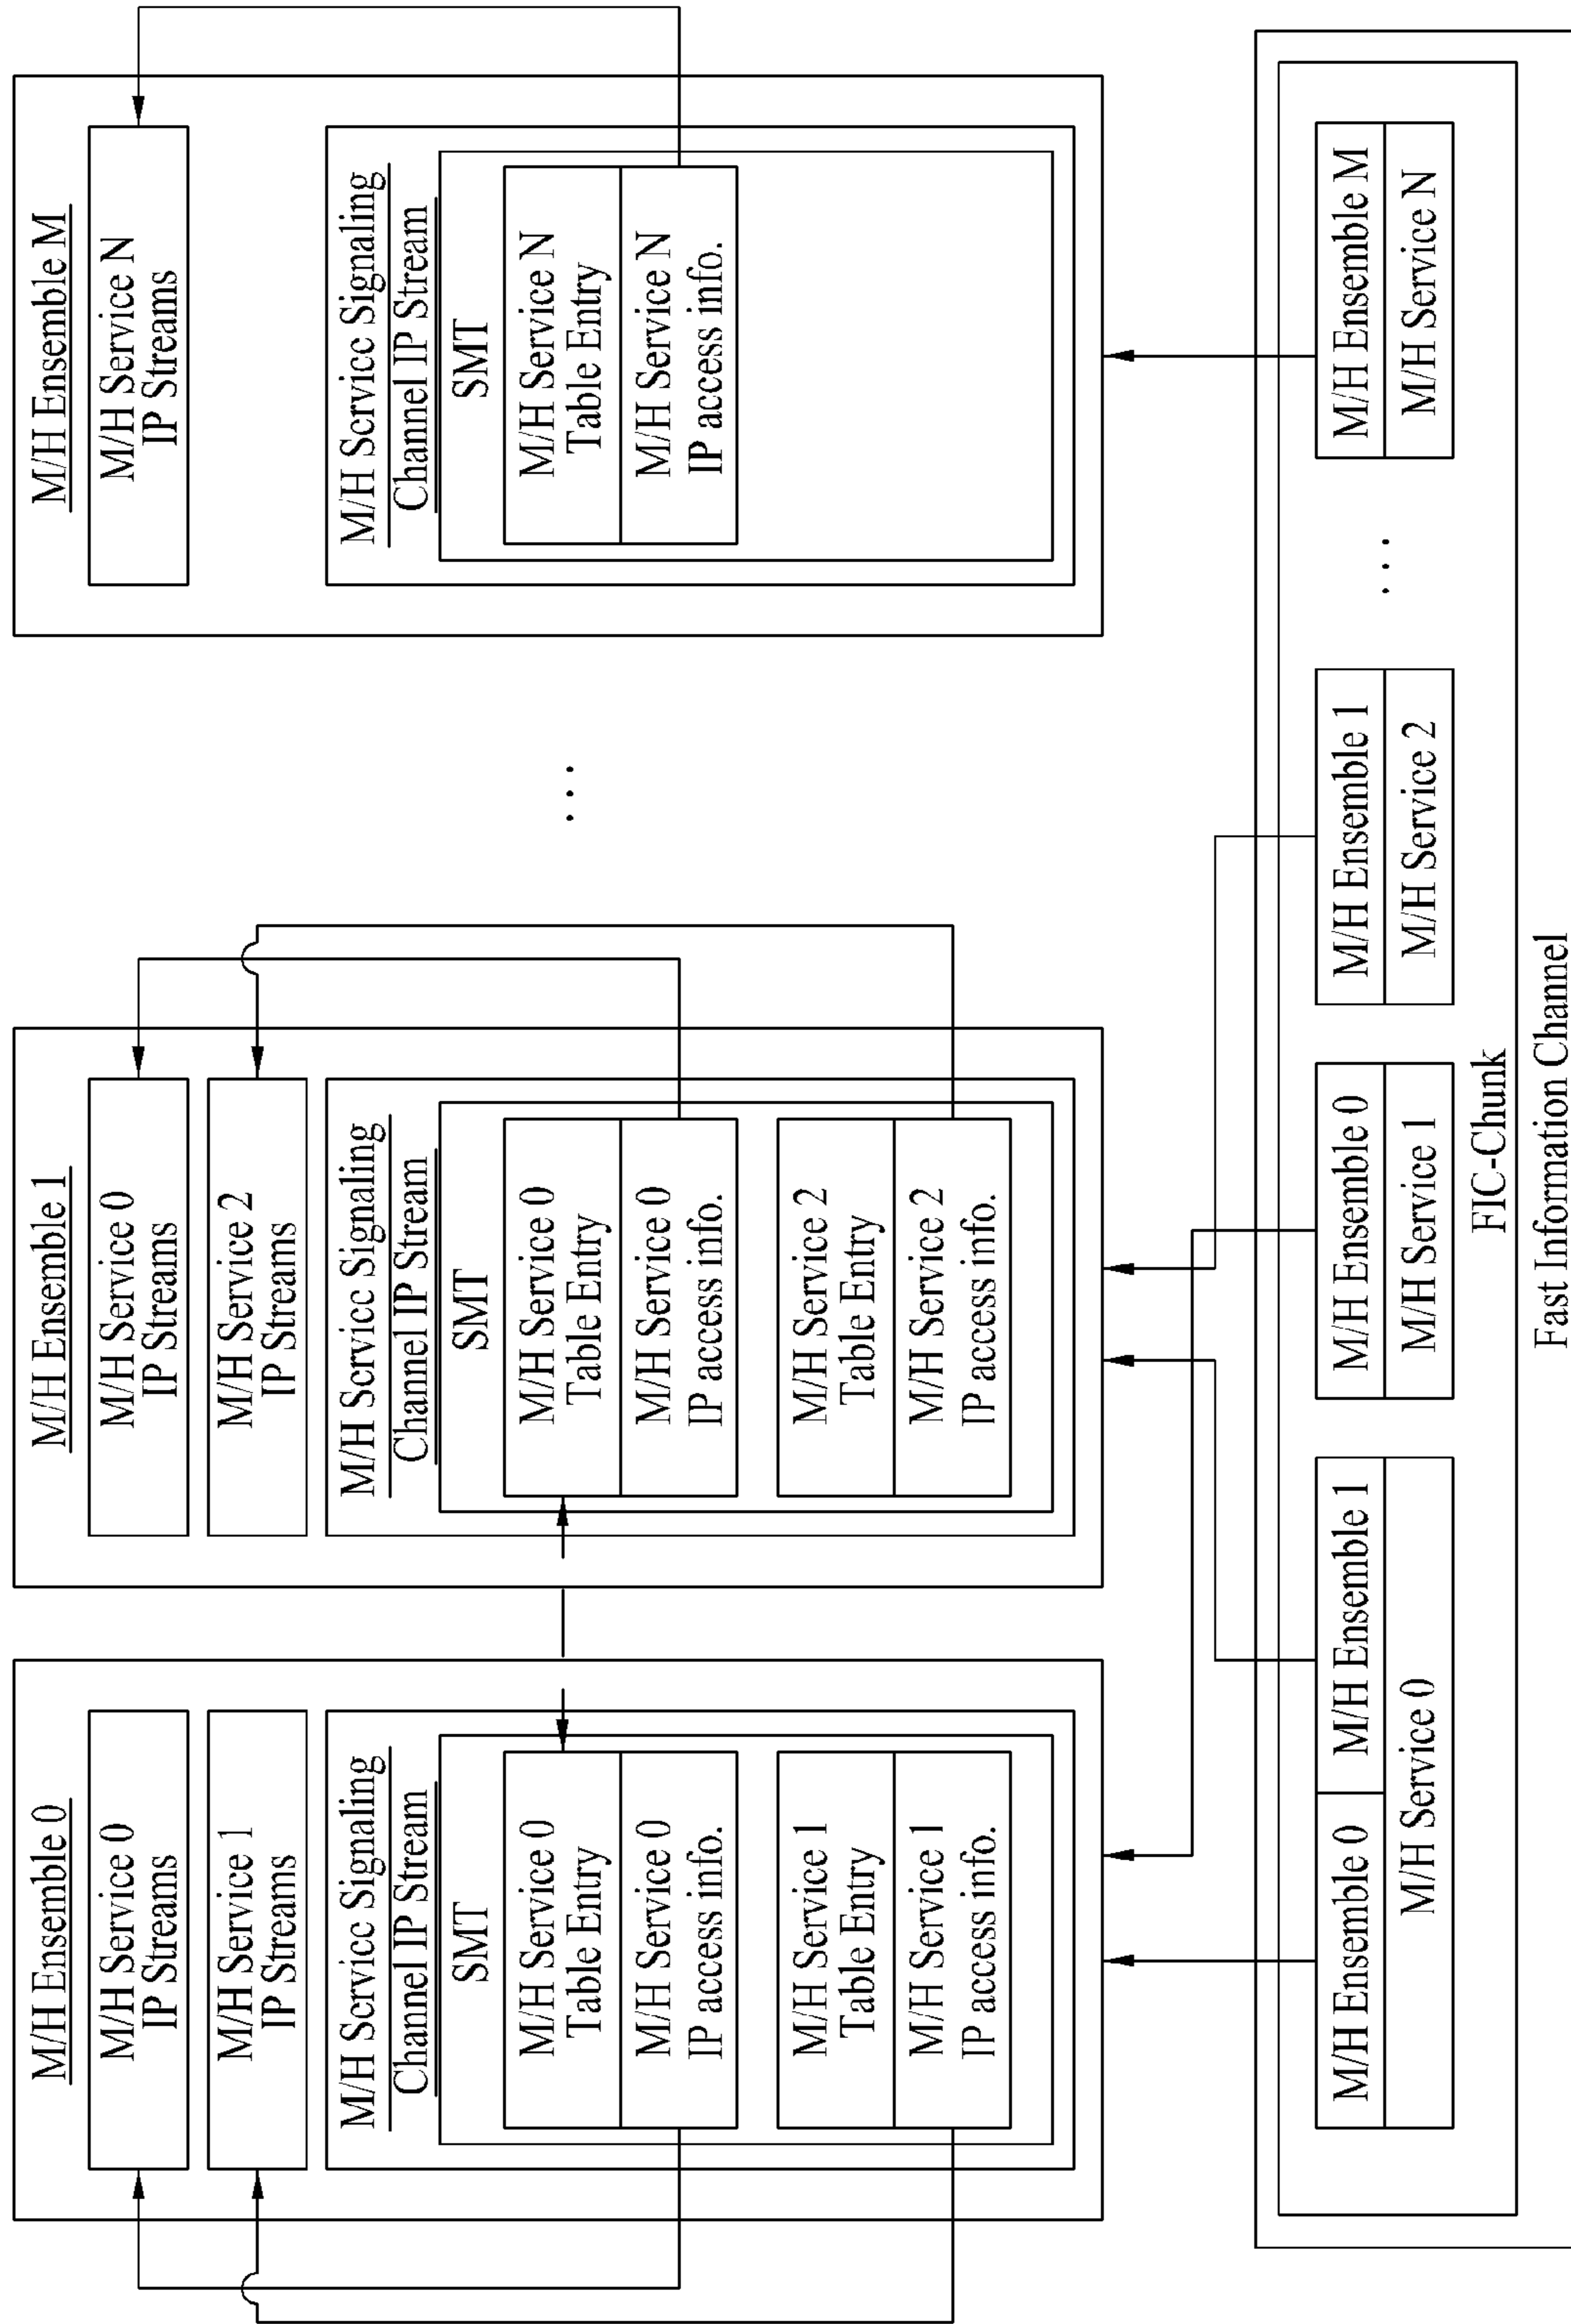 M/H Ensemble 0
M/H Service 0
IP Streams
M/H Service 1
IP Streams
M/H Service Signaling
Channel IP Stream
SMT
M/H Service 0
Table Entry
M/H Service 0
IP access info.
M/H Service 1
Table Entry
M/H Service 1
IP access info.
M/H Ensemble 1
M/H Service 0
IP Streams
M/H Service 2
IP Streams
M/H Service Signaling
Channel IP Stream
SMT
M/H Service 0
Table Entry
M/H Service 0
IP access info.
M/H Service 2
Table Entry
M/H Service 2
IP access info.
...
M/H Ensemble M
M/H Service N
IP Streams
M/H Service Signaling
Channel IP Stream
SMT
M/H Service N
Table Entry
M/H Service N
IP access info.
M/H Ensemble 0
M/H Ensemble 1
M/H Service 0
M/H Ensemble 0
M/H Service 1
M/H Ensemble 1
M/H Service 2
...
M/H Ensemble M
M/H Service N
FIC-Chunk
Fast Information Channel